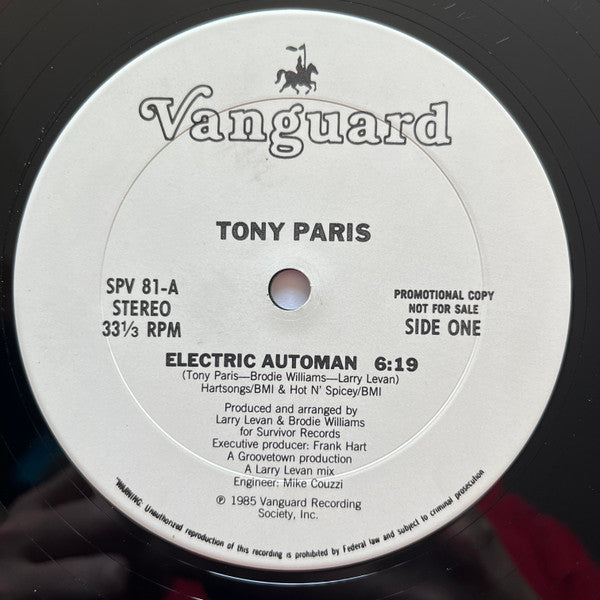 Vanguard
TONY PARIS
SPV 81-A
STEREO
33⅓ RPM
PROMOTIONAL COPY
NOT FOR SALE
SIDE ONE
ELECTRIC AUTOMAN 6:19
(Tony Paris—Brodie Williams—Larry Levan)
Hartsongs/BMI & Hot N' Spicey/BMI
Produced and arranged by
Larry Levan & Brodie Williams
for Survivor Records
Executive producer: Frank Hart
A Groovetown production
A Larry Levan mix
Engineer: Mike Couzzi
℗ 1985 Vanguard Recording
Society, Inc.
"WARNING: Unauthorized reproduction of this recording is prohibited by Federal law and subject to criminal prosecution